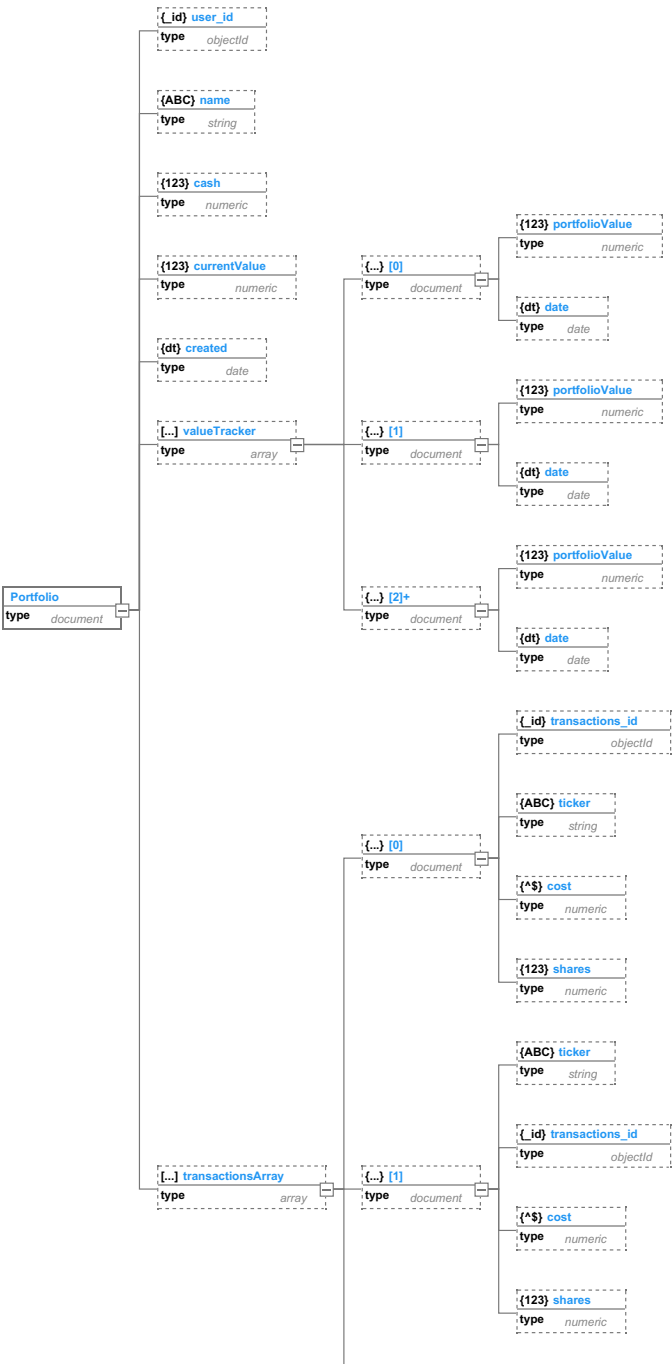 {_id} user_id
type objectId
{ABC} name
type string
{123} cash
type numeric
{123} currentValue
type numeric
{dt} created
type date
[...] valueTracker
type array
{...} [0]
type document
{123} portfolioValue
type numeric
{dt} date
type date
{...} [1]
type document
{123} portfolioValue
type numeric
{dt} date
type date
{...} [2]+
type document
{123} portfolioValue
type numeric
{dt} date
type date
Portfolio
type document
[...] transactionsArray
type array
{...} [0]
type document
{_id} transactions_id
type objectId
{ABC} ticker
type string
{^$} cost
type numeric
{123} shares
type numeric
{...} [1]
type document
{ABC} ticker
type string
{_id} transactions_id
type objectId
{^$} cost
type numeric
{123} shares
type numeric